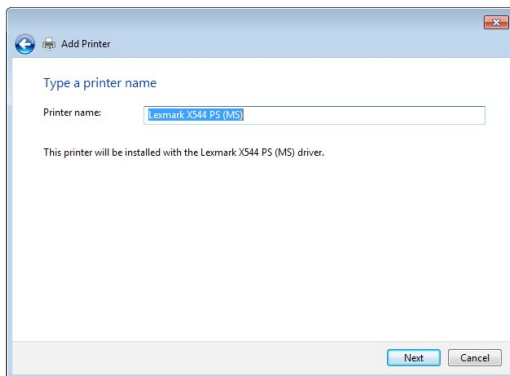 Add Printer
Type a printer name
Printer name: Lexmark X544 PS (MS)
This printer will be installed with the Lexmark X544 PS (MS) driver.
Next Cancel